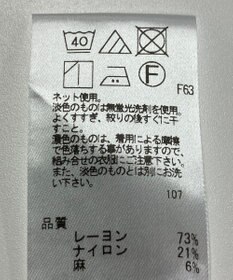 40
F
F63
ネット使用。
淡色のものは無蛍光洗剤を使用。
よくすすぎ、絞りの後すぐに干
すこと。
濃色のものは、着用による摩擦
で色落ちする事がありますので、
組み合せの衣服にご注意下さい。
また、淡色のものとは別にお洗
い下さい。
107
品質
レーヨン 73%
ナイロン 21%
麻 6%